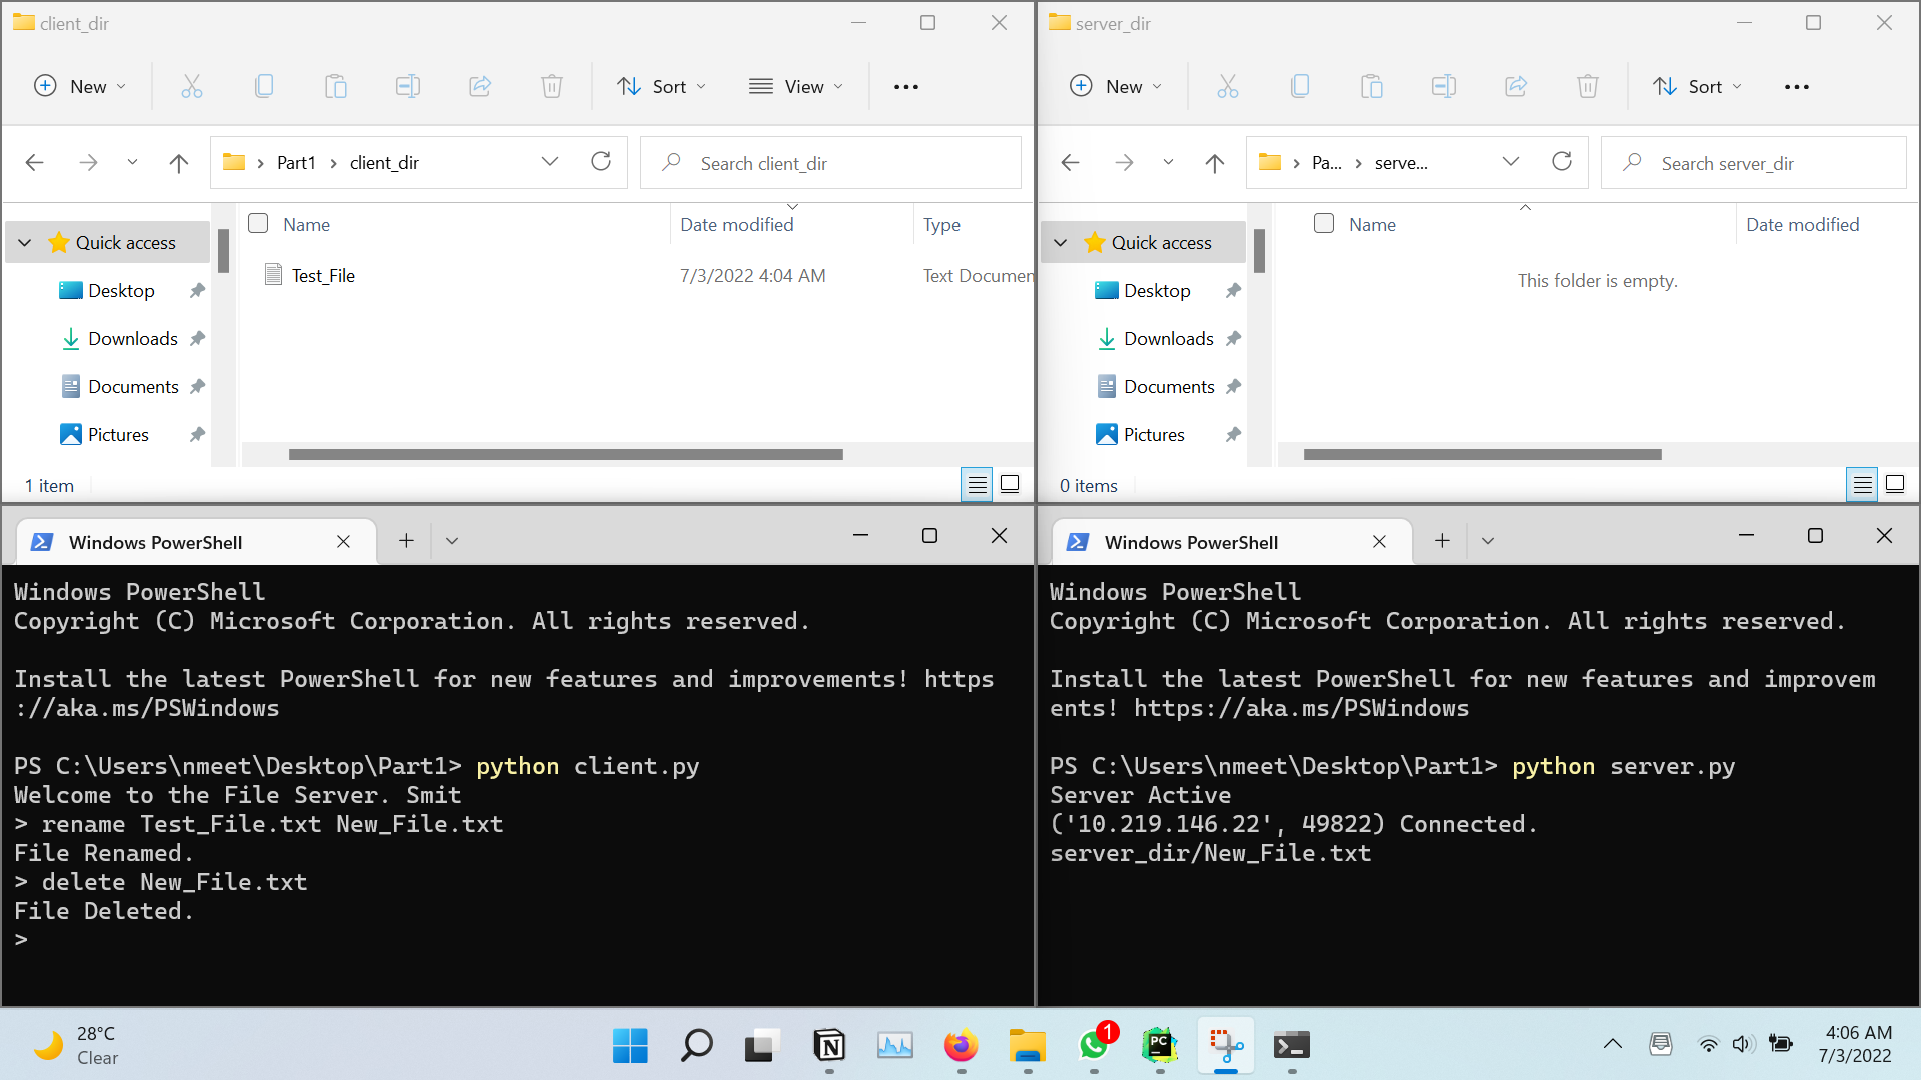 client_dir
New
Sort
View
Part1
client_dir
Search client_dir
Quick access
Desktop
Downloads
Documents
Pictures
Name
Date modified
Type
Test_File
7/3/2022 4:04 AM
Text Documen
1 item
server_dir
New
Sort
Pa...
serve...
Search server_dir
Quick access
Desktop
Downloads
Documents
Pictures
Name
Date modified
This folder is empty.
0 items
Windows PowerShell
Windows PowerShell
Copyright (C) Microsoft Corporation. All rights reserved.
Install the latest PowerShell for new features and improvements! https
://aka.ms/PSWindows
PS C:\Users\nmeet\Desktop\Part1> python client.py
Welcome to the File Server. Smit
> rename Test_File.txt New_File.txt
File Renamed.
> delete New_File.txt
File Deleted.
>
Windows PowerShell
Windows PowerShell
Copyright (C) Microsoft Corporation. All rights reserved.
Install the latest PowerShell for new features and improvem
ents! https://aka.ms/PSWindows
PS C:\Users\nmeet\Desktop\Part1> python server.py
Server Active
('10.219.146.22', 49822) Connected.
server_dir/New_File.txt
28°C
Clear
N
1
PC
4:06 AM
7/3/2022